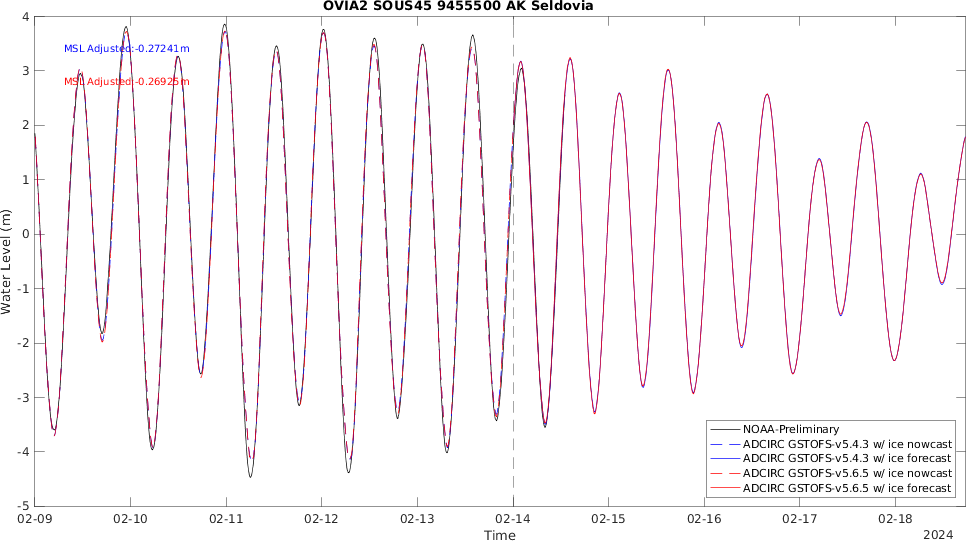 OVIA2 SOUS45 9455500 AK Seldovia
MSL Adjusted:-0.27241m
MSL Adjusted:-0.26925m
Water Level (m)
4
3
2
1
0
-1
-2
-3
-4
-5
NOAA-Preliminary
ADCIRC GSTOFS-v5.4.3 w/ ice nowcast
ADCIRC GSTOFS-v5.4.3 w/ ice forecast
ADCIRC GSTOFS-v5.6.5 w/ ice nowcast
ADCIRC GSTOFS-v5.6.5 w/ ice forecast
02-09 02-10 02-11 02-12 02-13 02-14 02-15 02-16 02-17 02-18
Time
2024